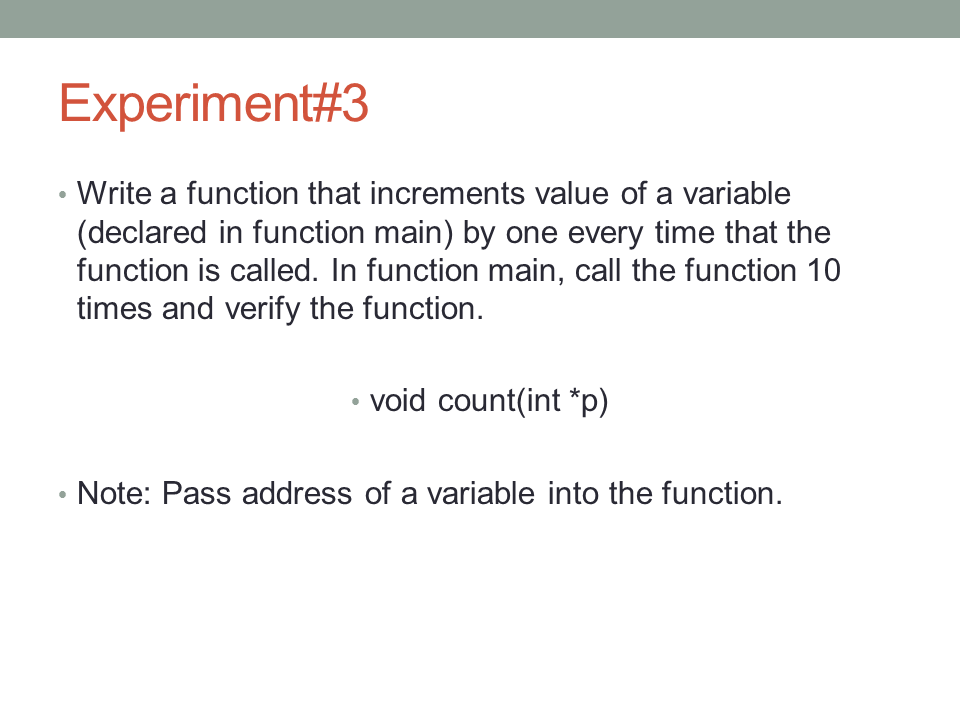 Experiment#3
• Write a function that increments value of a variable
(declared in function main) by one every time that the
function is called. In function main, call the function 10
times and verify the function.
• void count(int *p)
• Note: Pass address of a variable into the function.